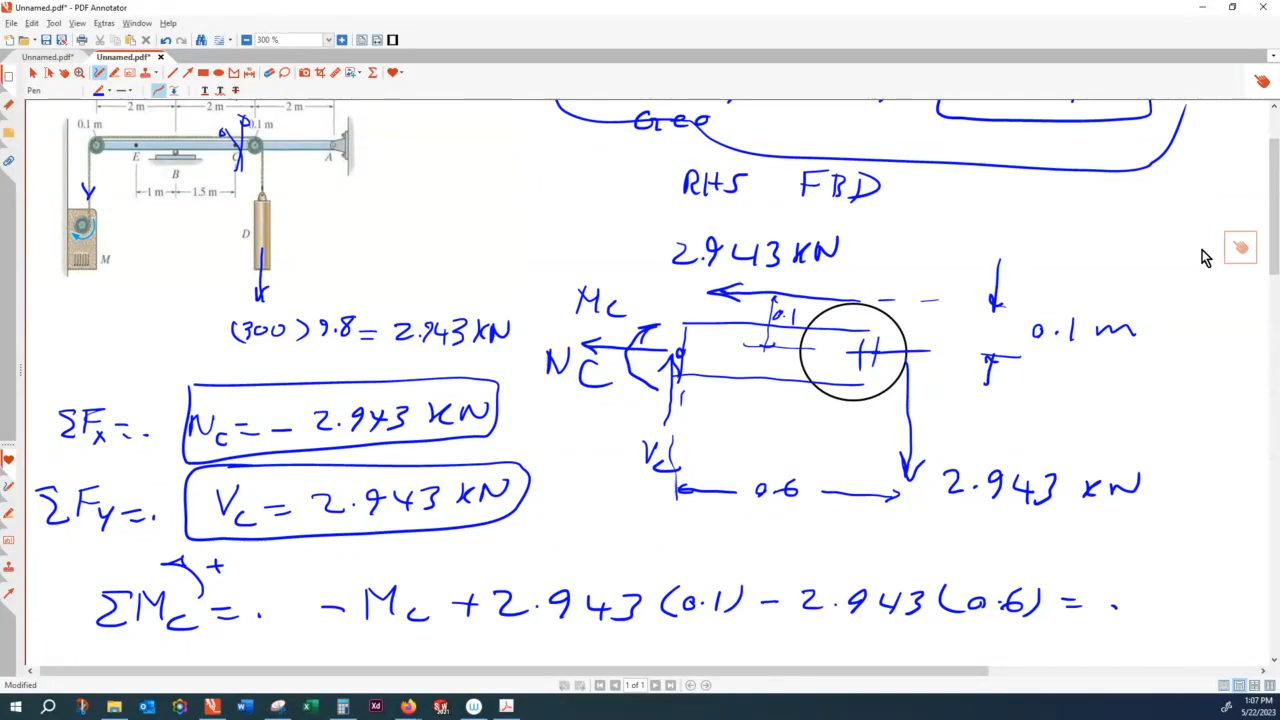 Unnamed.pdf* - PDF Annotator
File Edit Tool View Extras Window Help
300 %
Unnamed.pdf* Unnamed.pdf*
Pen
2 m 2 m 2 m
0.1 m 0.1 m
E B C A
1 m 1.5 m
D
M
Geo
RHS FBD
2.943 KN
Mc
0.1
0.1 m
NC
(300) 9.8 = 2.943 KN
ΣFx = . Nc = - 2.943 KN
Vc
0.6 2.943 KN
ΣFy = . Vc = 2.943 KN
+
ΣMc = . - Mc + 2.943 (0.1) - 2.943 (0.6) = .
1 of 1
Modified
1:07 PM
5/22/2023